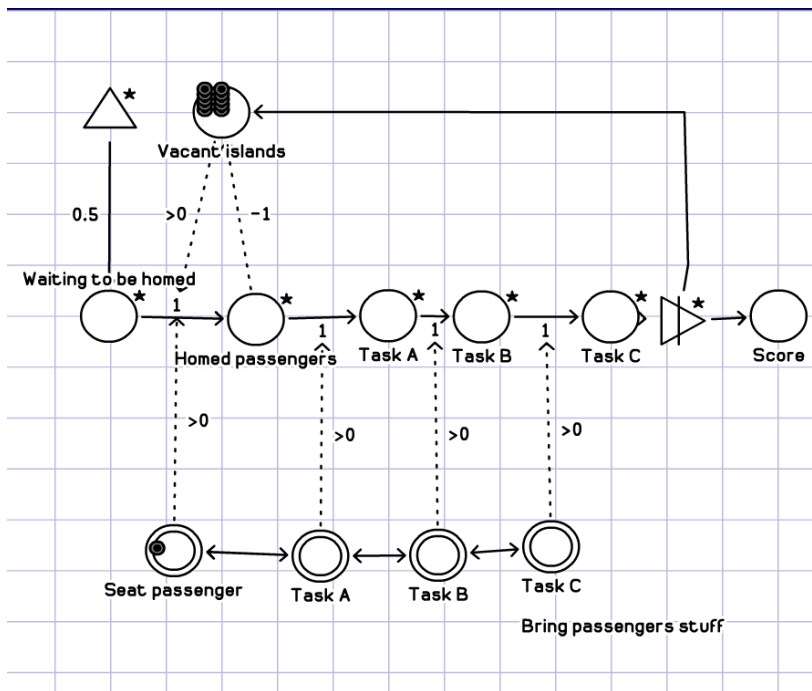 Vacant islands
0.5
>0
-1
Waiting to be homed
1
Homed passengers
1
Task A
1
Task B
1
Task C
Score
>0
>0
>0
>0
Seat passenger
Task A
Task B
Task C
Bring passengers stuff